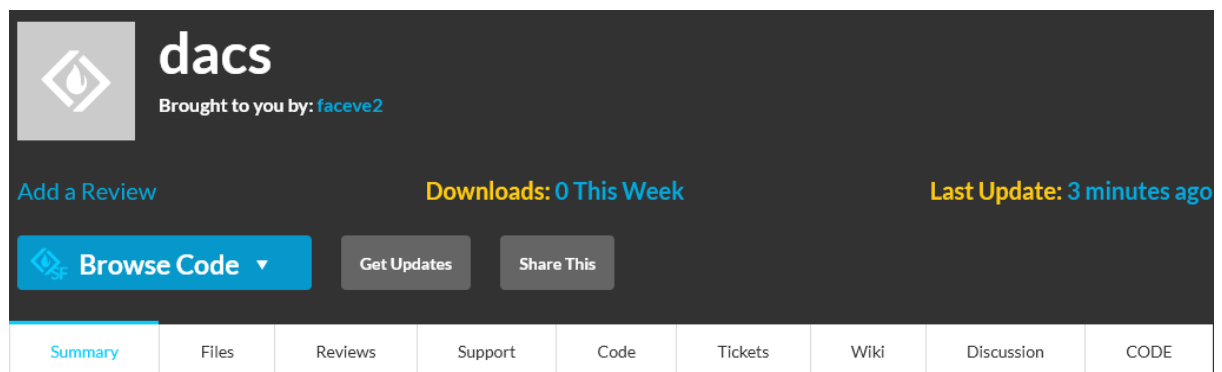 dacs
Brought to you by: faceve2
Add a Review Downloads: 0 This Week Last Update: 3 minutes ago
SF Browse Code Get Updates Share This
Summary Files Reviews Support Code Tickets Wiki Discussion CODE